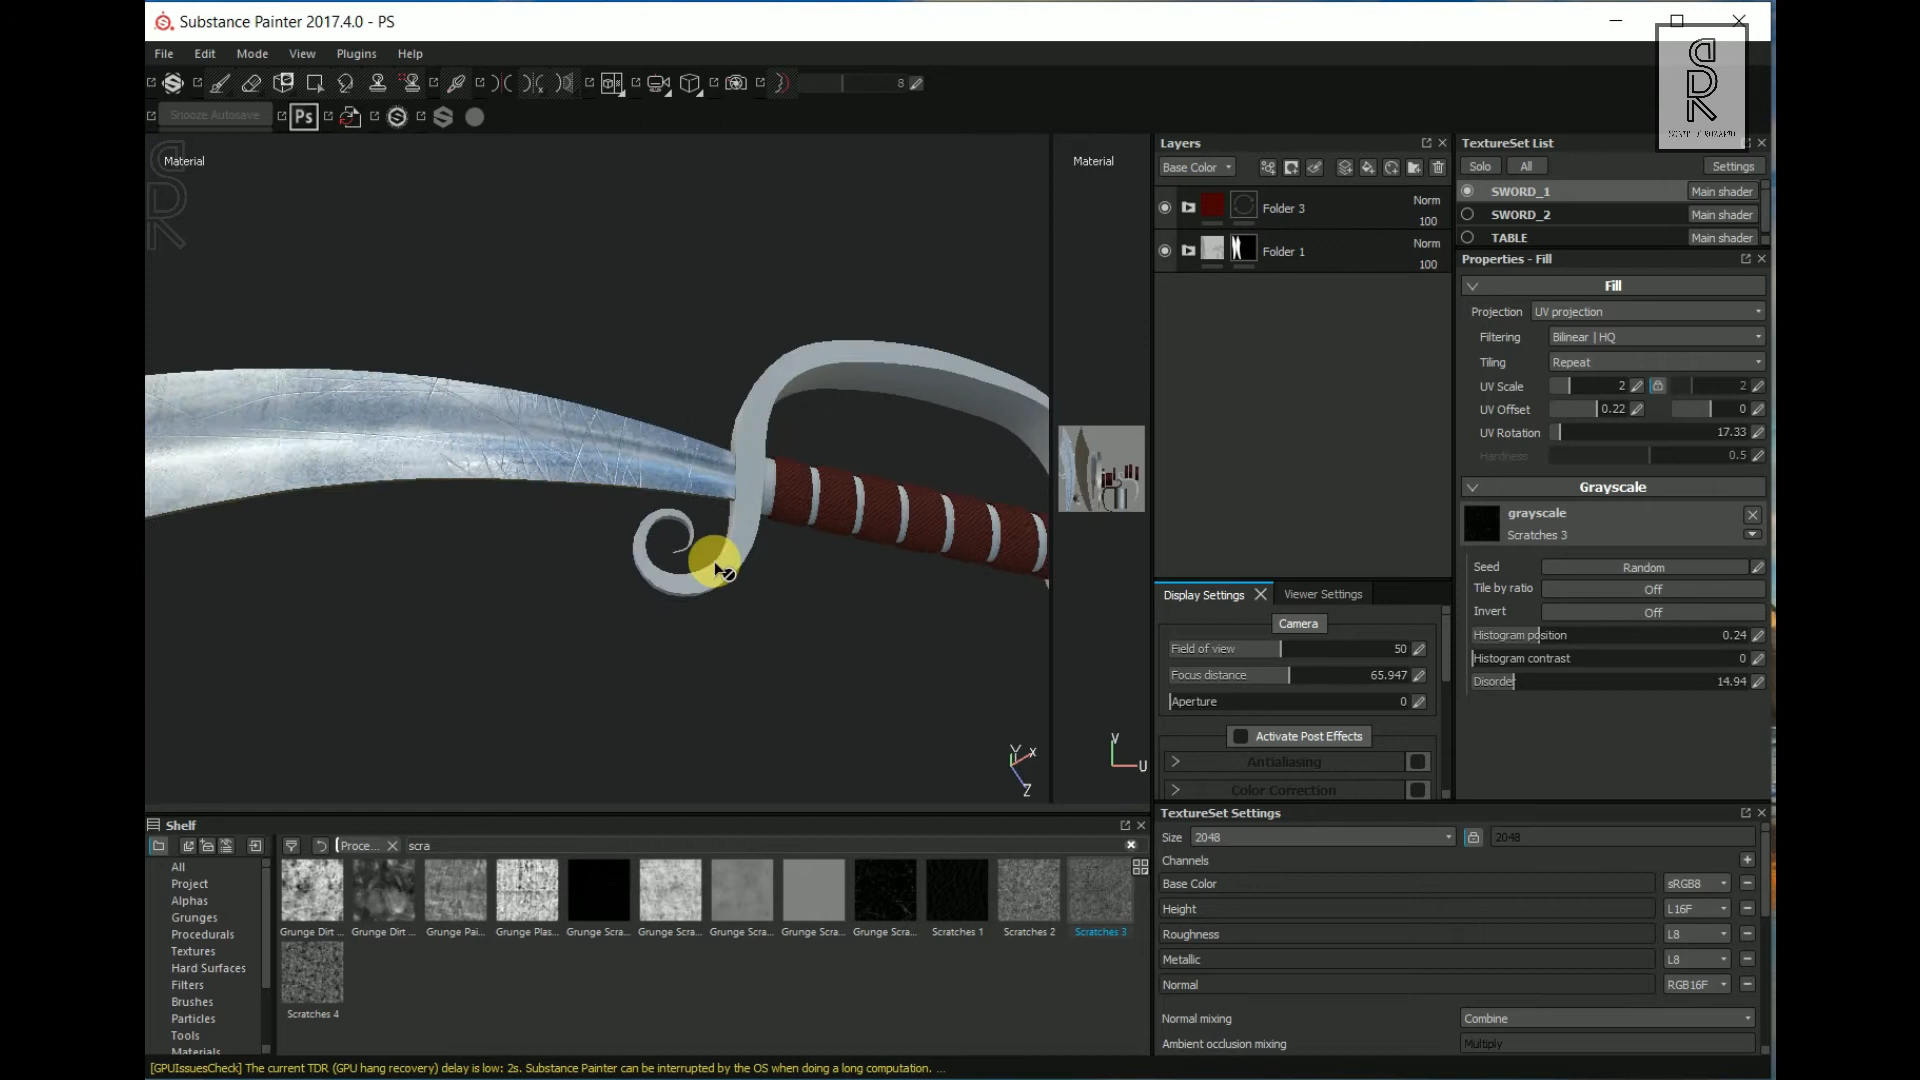 Substance Painter 2017.4.0 - PS
File Edit Mode View Plugins Help
8
Snooze Autosave
Ps
Material
Material
Layers
Base Color
Folder 3
Norm
100
Folder 1
Norm
100
TextureSet List
Solo All Settings
SWORD_1 Main shader
SWORD_2 Main shader
TABLE Main shader
Properties - Fill
Fill
Projection UV projection
Filtering Bilinear | HQ
Tiling Repeat
UV Scale 2 2
UV Offset 0.22 0
UV Rotation 17.33
Hardness 0.5
Grayscale
grayscale
Scratches 3
Seed Random
Tile by ratio Off
Invert Off
Histogram position 0.24
Histogram contrast 0
Disorder 14.94
Display Settings Viewer Settings
Camera
Field of view 50
Focus distance 65.947
Aperture 0
Activate Post Effects
Antialiasing
Color Correction
Y X
Z
V
U
Shelf
Proce... scra
All
Project
Alphas
Grunges
Procedurals
Textures
Hard Surfaces
Filters
Brushes
Particles
Tools
Materials
Grunge Dirt ... Grunge Dirt ... Grunge Pai... Grunge Plas... Grunge Scra... Grunge Scra... Grunge Scra... Grunge Scra... Grunge Scra... Scratches 1 Scratches 2 Scratches 3
Scratches 4
TextureSet Settings
Size 2048 2048
Channels
Base Color sRGB8
Height L16F
Roughness L8
Metallic L8
Normal RGB16F
Normal mixing Combine
Ambient occlusion mixing Multiply
[GPUIssuesCheck] The current TDR (GPU hang recovery) delay is low: 2s. Substance Painter can be interrupted by the OS when doing a long computation. ...